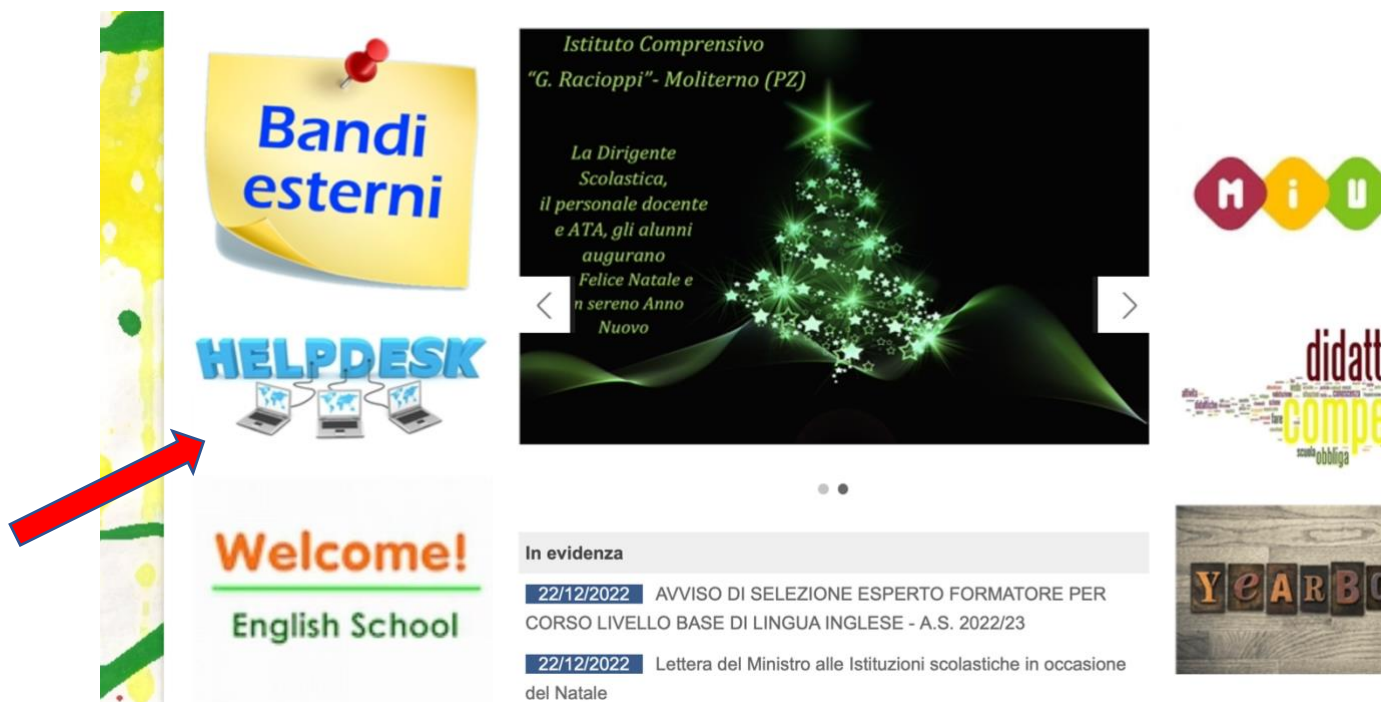 Bandi
esterni
HELPDESK
Welcome!
English School
Istituto Comprensivo
"G. Racioppi"- Moliterno (PZ)
La Dirigente
Scolastica,
il personale docente
e ATA, gli alunni
augurano
Felice Natale e
n sereno Anno
Nuovo
In evidenza
22/12/2022 AVVISO DI SELEZIONE ESPERTO FORMATORE PER
CORSO LIVELLO BASE DI LINGUA INGLESE - A.S. 2022/23
22/12/2022 Lettera del Ministro alle Istituzioni scolastiche in occasione
del Natale
MiU
didatt
compe
scuola obbliga
YeARBO